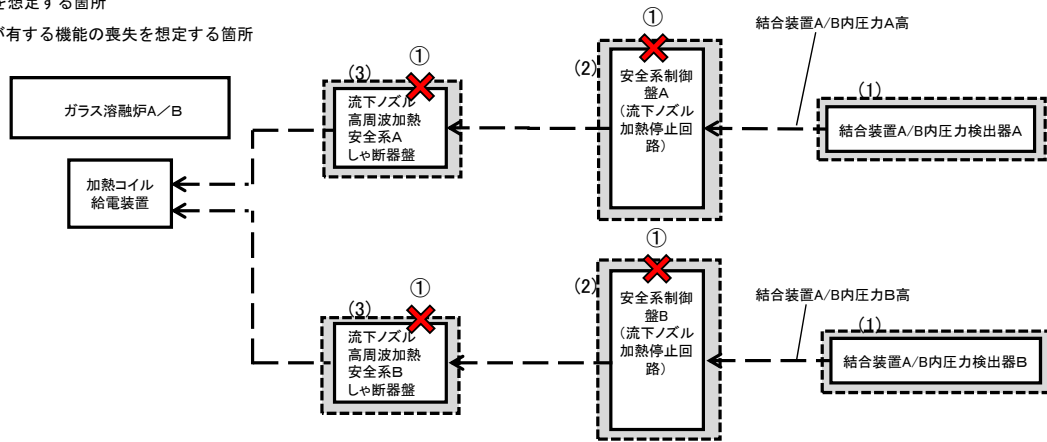 を想定する箇所
が有する機能の喪失を想定する箇所
ガラス溶融炉A／B
加熱コイル
給電装置
(3)
①
流下ノズル
高周波加熱
安全系A
しゃ断器盤
(2)
①
安全系制御
盤A
(流下ノズル
加熱停止回
路)
結合装置A/B内圧力A高
(1)
結合装置A/B内圧力検出器A
(3)
①
流下ノズル
高周波加熱
安全系B
しゃ断器盤
(2)
①
安全系制御
盤B
(流下ノズル
加熱停止回
路)
結合装置A/B内圧力B高
(1)
結合装置A/B内圧力検出器B